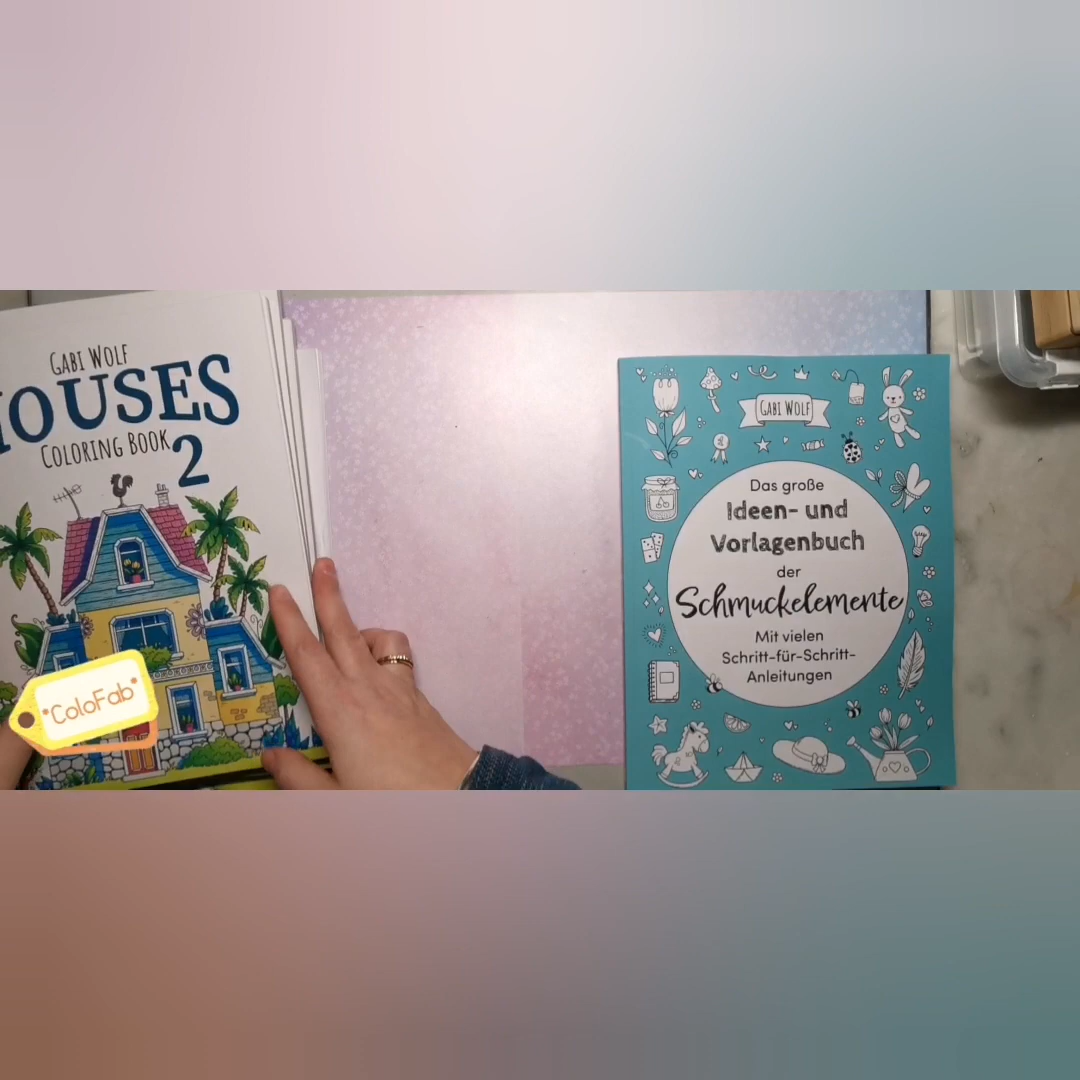 GABI WOLF
HOUSES
COLORING BOOK
2
*ColoFab*
GABI WOLF
Das große
Ideen- und
Vorlagenbuch
der
Schmuckelemente
Mit vielen
Schritt-für-Schritt-
Anleitungen